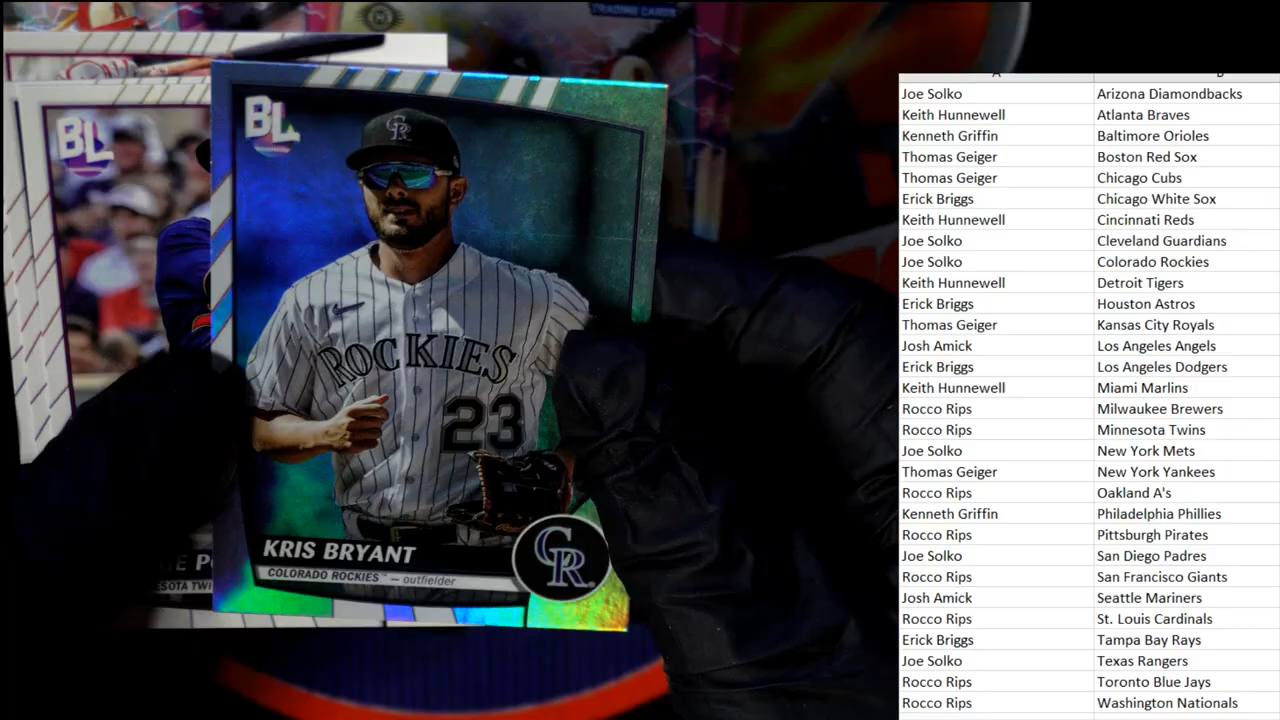 TRADING CARDS
BL
BL
CR
ROCKIES
23
KRIS BRYANT
COLORADO ROCKIES™ — outfielder
CR
A B
Joe Solko Arizona Diamondbacks
Keith Hunnewell Atlanta Braves
Kenneth Griffin Baltimore Orioles
Thomas Geiger Boston Red Sox
Thomas Geiger Chicago Cubs
Erick Briggs Chicago White Sox
Keith Hunnewell Cincinnati Reds
Joe Solko Cleveland Guardians
Joe Solko Colorado Rockies
Keith Hunnewell Detroit Tigers
Erick Briggs Houston Astros
Thomas Geiger Kansas City Royals
Josh Amick Los Angeles Angels
Erick Briggs Los Angeles Dodgers
Keith Hunnewell Miami Marlins
Rocco Rips Milwaukee Brewers
Rocco Rips Minnesota Twins
Joe Solko New York Mets
Thomas Geiger New York Yankees
Rocco Rips Oakland A's
Kenneth Griffin Philadelphia Phillies
Rocco Rips Pittsburgh Pirates
Joe Solko San Diego Padres
Rocco Rips San Francisco Giants
Josh Amick Seattle Mariners
Rocco Rips St. Louis Cardinals
Erick Briggs Tampa Bay Rays
Joe Solko Texas Rangers
Rocco Rips Toronto Blue Jays
Rocco Rips Washington Nationals